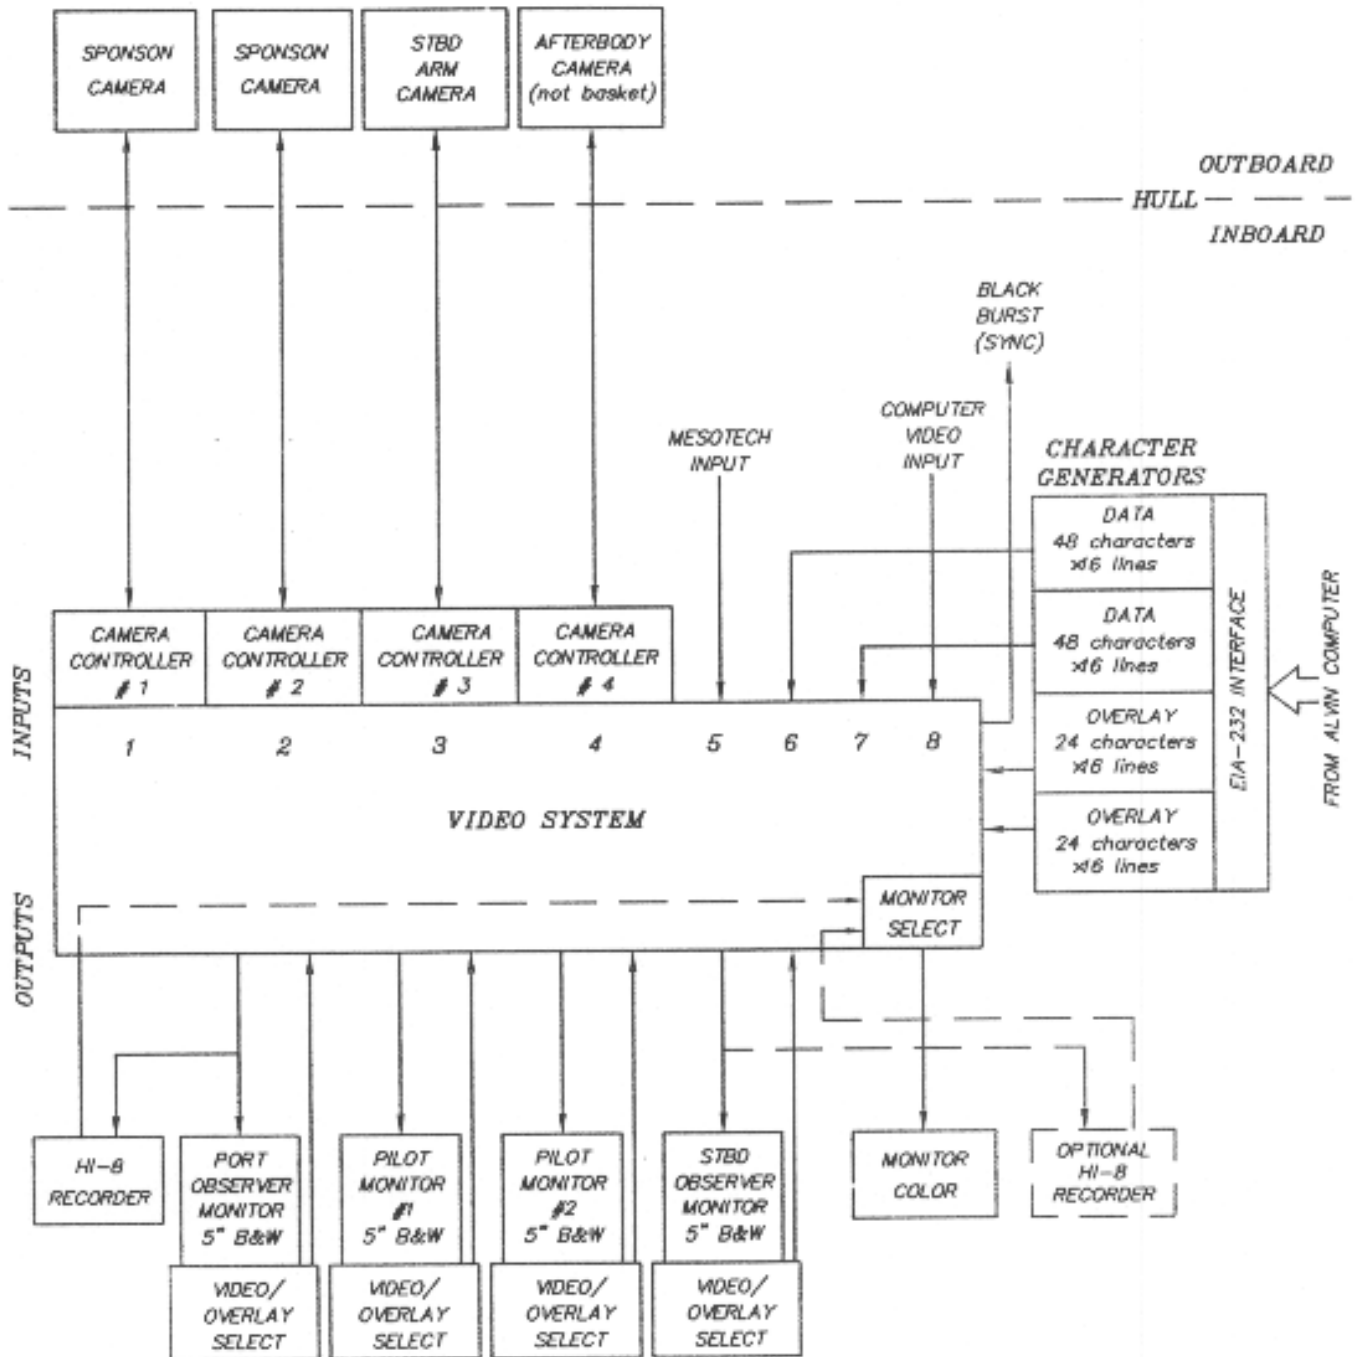 SPONSON
CAMERA
SPONSON
CAMERA
STBD
ARM
CAMERA
AFTERBODY
CAMERA
(not basket)
OUTBOARD
HULL
INBOARD
BLACK
BURST
(SYNC)
COMPUTER
VIDEO
INPUT
MESOTECH
INPUT
CHARACTER
GENERATORS
DATA
48 characters
x16 lines
DATA
48 characters
x16 lines
OVERLAY
24 characters
x16 lines
OVERLAY
24 characters
x16 lines
EIA-232 INTERFACE
FROM ALVIN COMPUTER
INPUTS
CAMERA
CONTROLLER
# 1
CAMERA
CONTROLLER
# 2
CAMERA
CONTROLLER
# 3
CAMERA
CONTROLLER
# 4
1 2 3 4 5 6 7 8
VIDEO SYSTEM
OUTPUTS
MONITOR
SELECT
HI-8
RECORDER
PORT
OBSERVER
MONITOR
5" B&W
VIDEO/
OVERLAY
SELECT
PILOT
MONITOR
#1
5" B&W
VIDEO/
OVERLAY
SELECT
PILOT
MONITOR
#2
5" B&W
VIDEO/
OVERLAY
SELECT
STBD
OBSERVER
MONITOR
5" B&W
VIDEO/
OVERLAY
SELECT
MONITOR
COLOR
OPTIONAL
HI-8
RECORDER